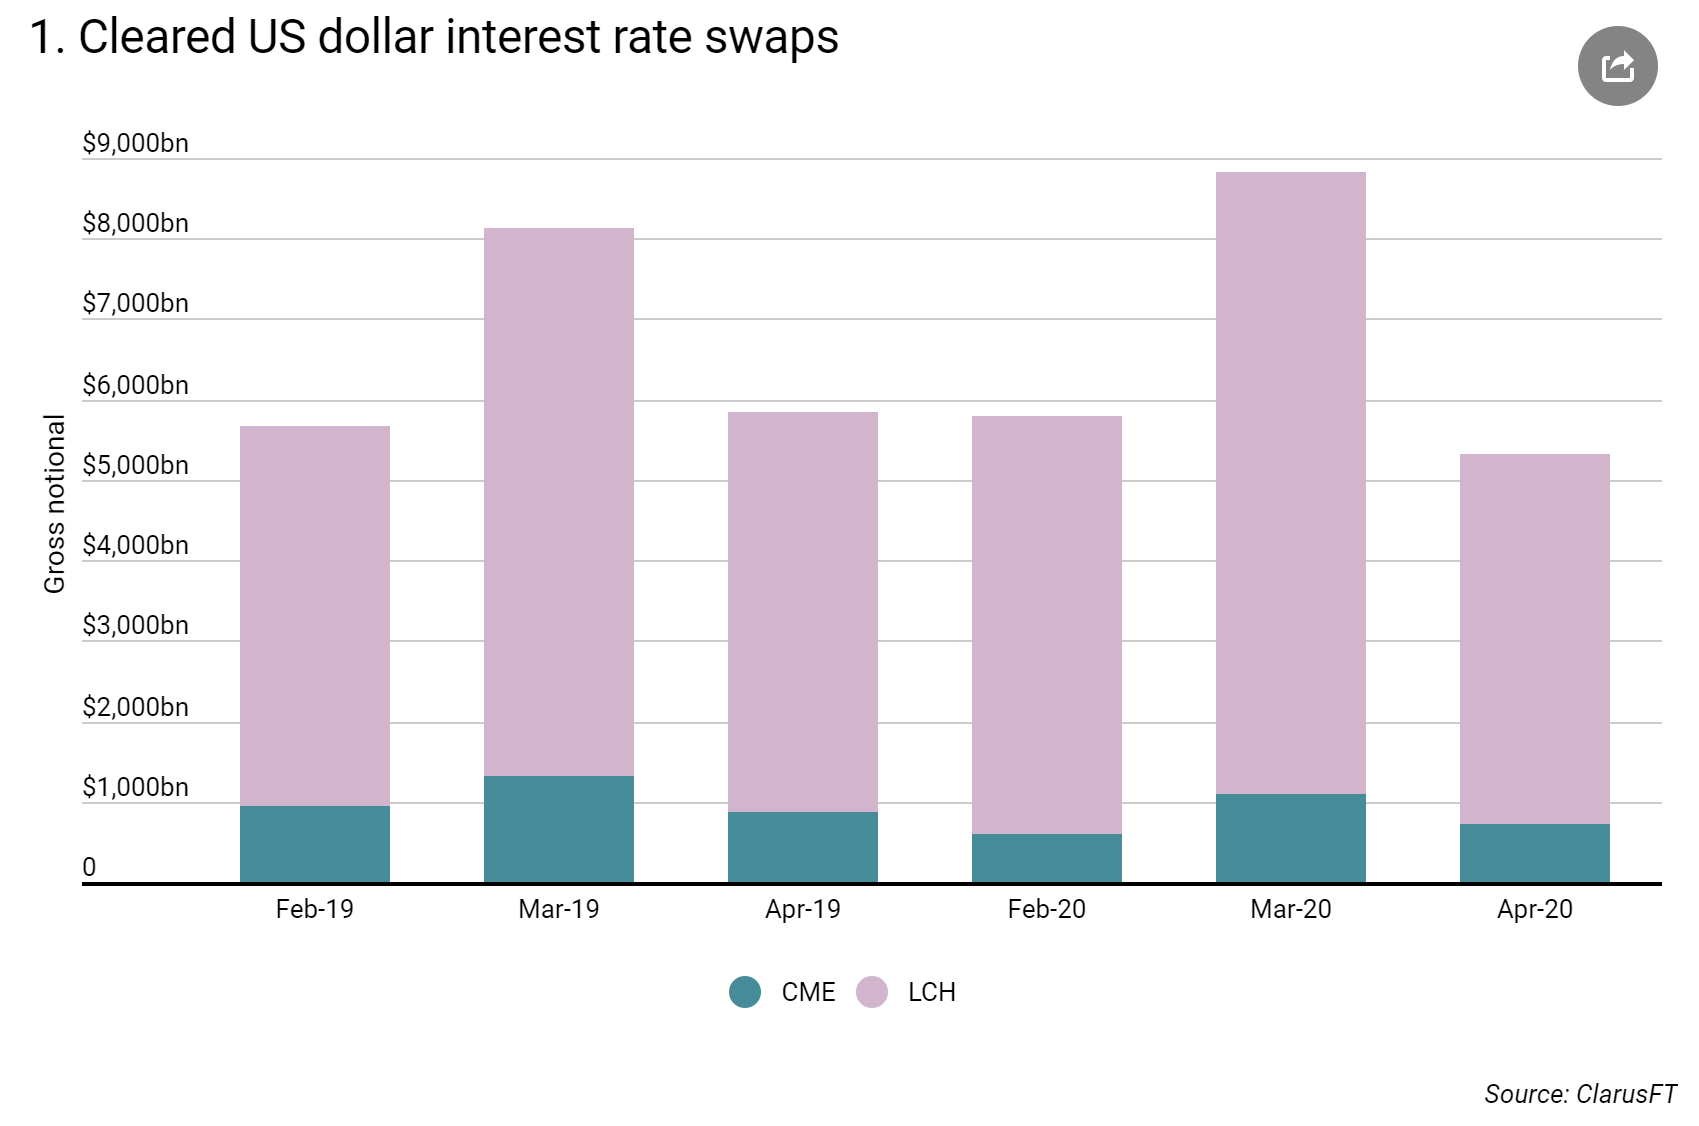 1. Cleared US dollar interest rate swaps
$9,000bn
$8,000bn
$7,000bn
$6,000bn
$5,000bn
$4,000bn
$3,000bn
$2,000bn
$1,000bn
0
Gross notional
Feb-19 Mar-19 Apr-19 Feb-20 Mar-20 Apr-20
CME LCH
Source: ClarusFT